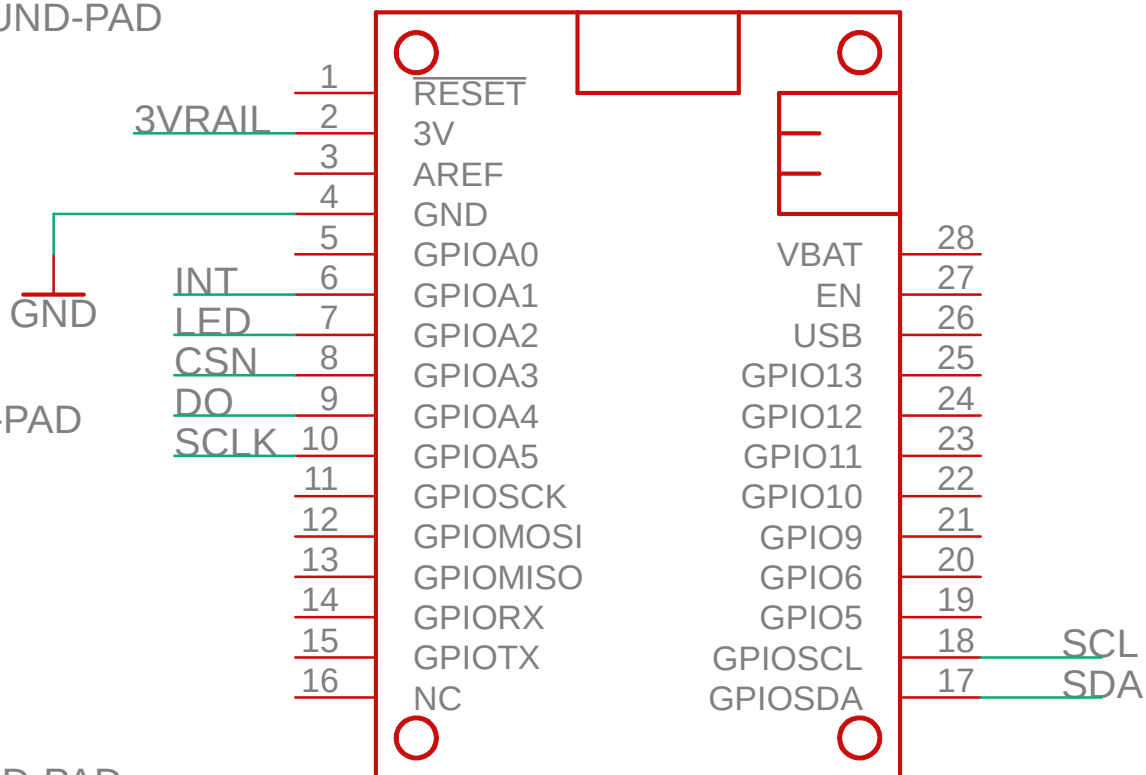 UND-PAD
1 RESET
3VRAIL 2 3V
3 AREF
4 GND
5 GPIOA0 VBAT 28
INT 6 GPIOA1 EN 27
GND
LED 7 GPIOA2 USB 26
CSN 8 GPIOA3 GPIO13 25
DO 9 GPIOA4 GPIO12 24
-PAD
SCLK 10 GPIOA5 GPIO11 23
11 GPIOSCK GPIO10 22
12 GPIOMOSI GPIO9 21
13 GPIOMISO GPIO6 20
14 GPIORX GPIO5 19
15 GPIOTX GPIOSCL 18 SCL
16 NC GPIOSDA 17 SDA